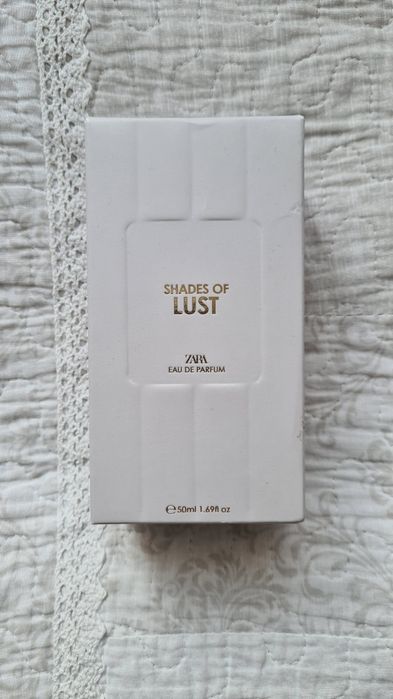 SHADES OF
LUST
ZARA
EAU DE PARFUM
℮50ml 1.69fl oz